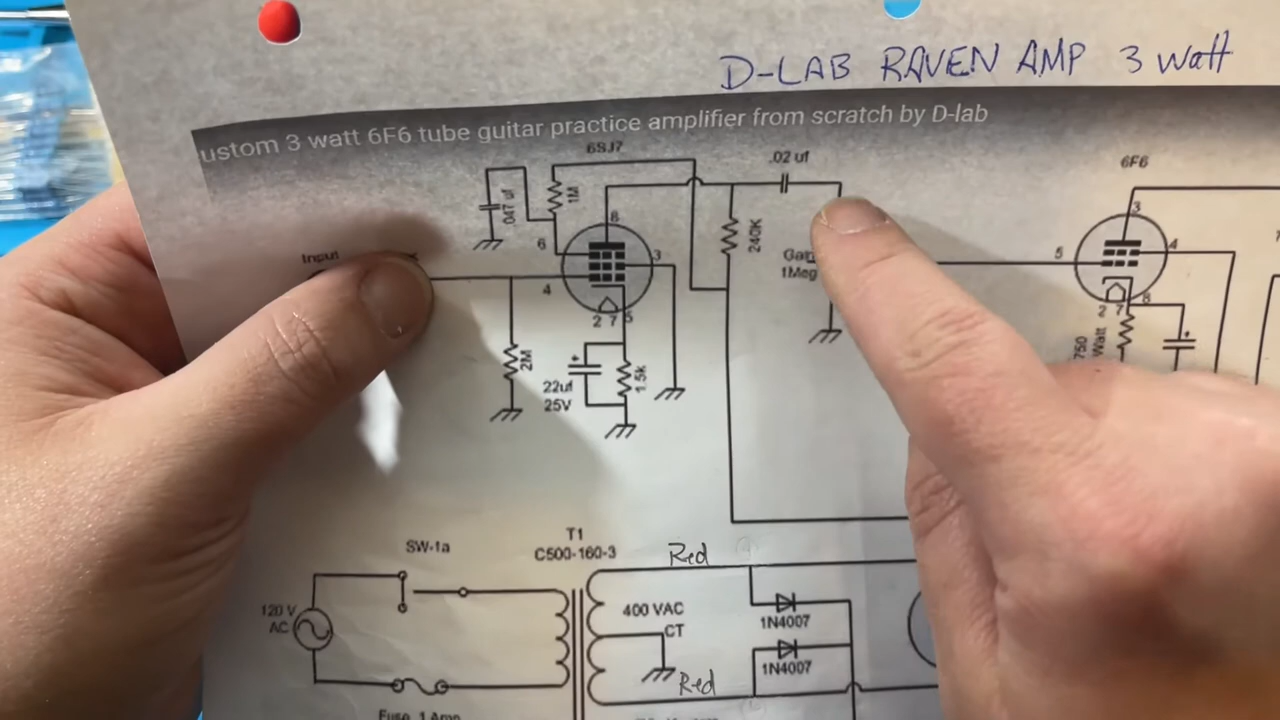 D-LAB RAVEN AMP 3 watt
ustom 3 watt 6F6 tube guitar practice amplifier from scratch by D-lab
6SJ7
.02 uf
6F6
.047 uf
1M
8
3
6
3
240K
4
Input
5
1Meg
4
2 7 5
2 7
8
2M
22uf
25V
1.5k
750
Watt
T1
C500-160-3
SW-1a
Red
120 V
AC
400 VAC
CT
1N4007
1N4007
Red
Fuse 1 Amp